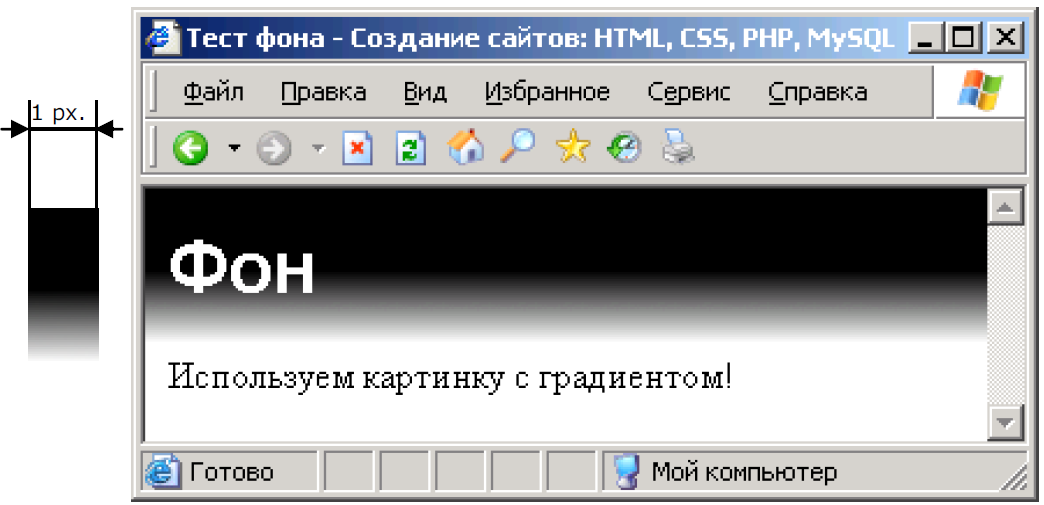 Тест фона - Создание сайтов: HTML, CSS, PHP, MySQL
Файл Правка Вид Избранное Сервис Справка
1 px.
Фон
Используем картинку с градиентом!
Готово Мой компьютер